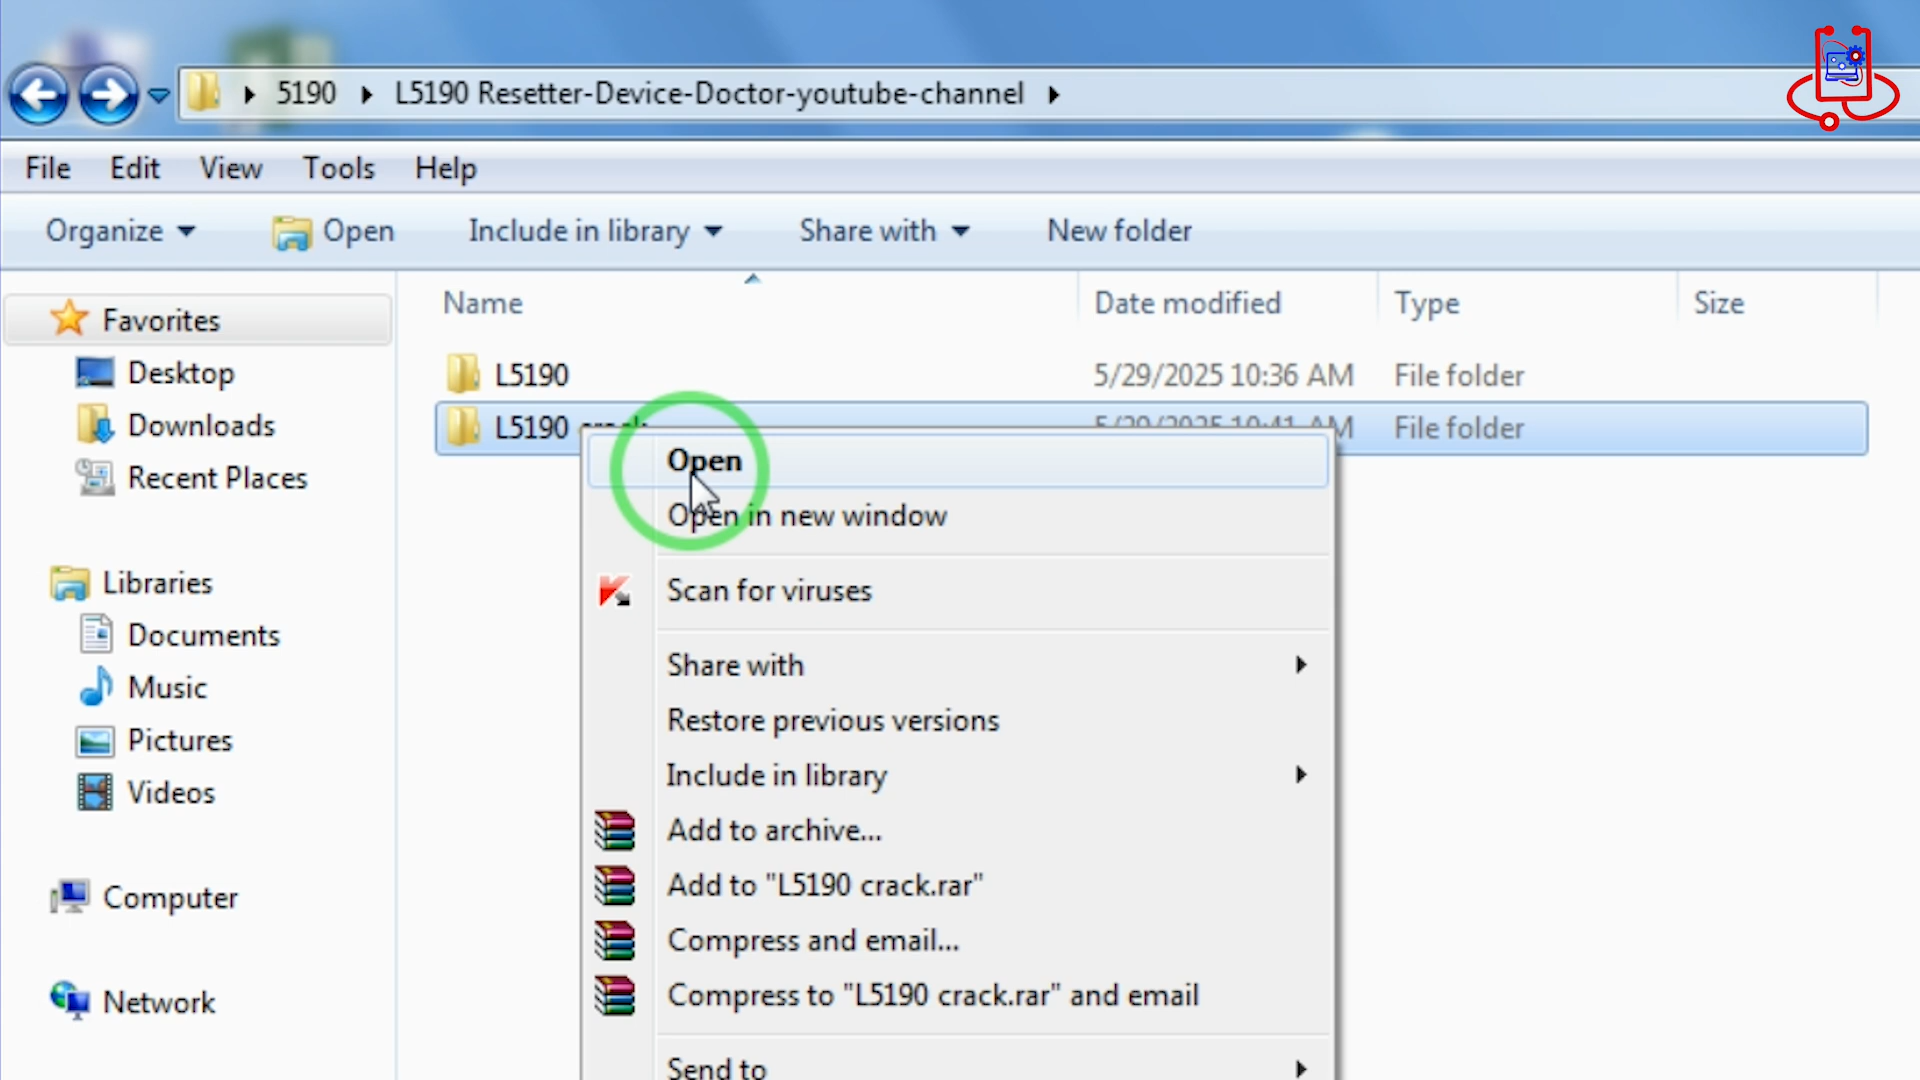 5190 L5190 Resetter-Device-Doctor-youtube-channel
File Edit View Tools Help
Organize Open Include in library Share with New folder
Name Date modified Type Size
Favorites
Desktop
Downloads
Recent Places
Libraries
Documents
Music
Pictures
Videos
Computer
Network
L5190 5/29/2025 10:36 AM File folder
L5190 crack 5/29/2025 10:41 AM File folder
Open
Open in new window
Scan for viruses
Share with
Restore previous versions
Include in library
Add to archive...
Add to "L5190 crack.rar"
Compress and email...
Compress to "L5190 crack.rar" and email
Send to